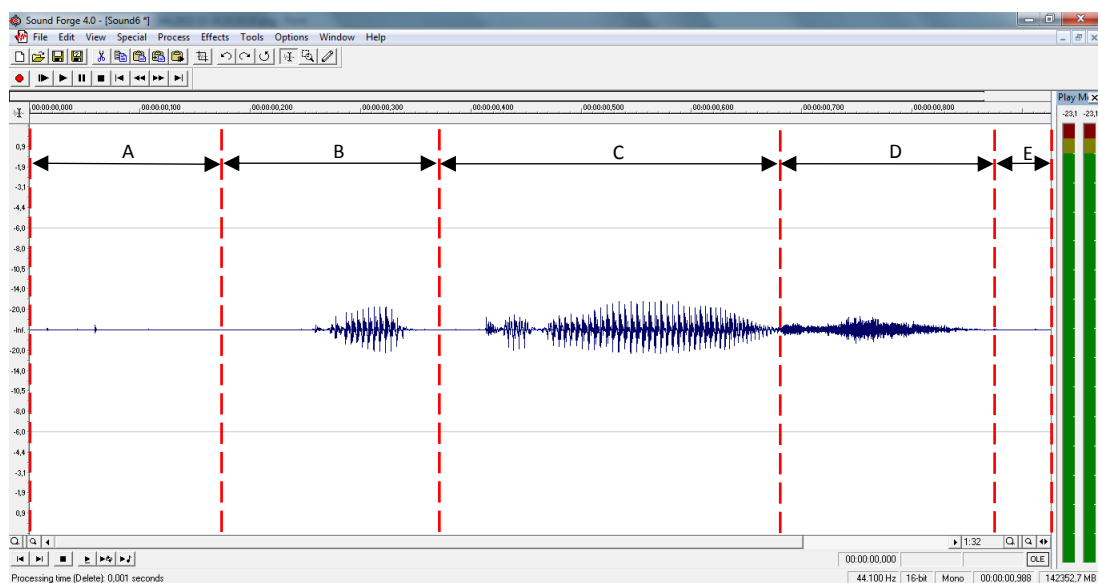 Sound Forge 4.0 - [Sound6 *]
File Edit View Special Process Effects Tools Options Window Help
Play M
00:00:00,000 ,00:00:00,100 ,00:00:00,200 ,00:00:00,300 ,00:00:00,400 ,00:00:00,500 ,00:00:00,600 ,00:00:00,700 ,00:00:00,800
-23,1 -23,1
A B C D E
0,9
-1,9
-3,1
-4,4
-6,0
-8,0
-10,5
-14,0
-20,0
-Inf.
-20,0
-14,0
-10,5
-8,0
-6,0
-4,4
-3,1
-1,9
0,9
1:32
00:00:00,000
OLE
Processing time (Delete): 0,001 seconds
44.100 Hz 16-bit Mono 00:00:00,988 142352,7 MB